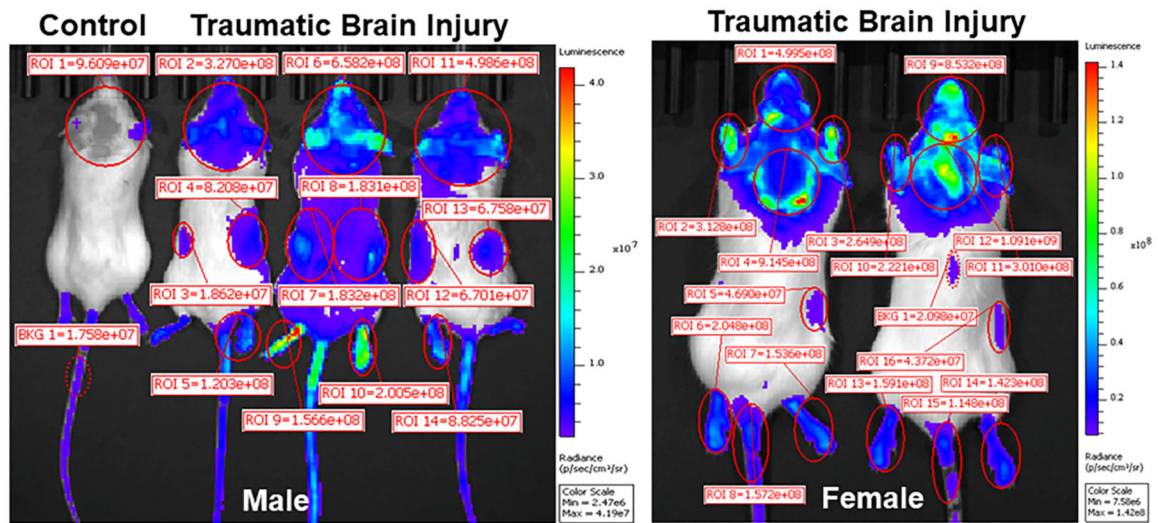 Control
Traumatic Brain Injury
ROI 1=9.609e+07
ROI 2=3.270e+08
ROI 6=6.582e+08
ROI 11=4.986e+08
ROI 4=8.208e+07
ROI 8=1.831e+08
ROI 13=6.758e+07
ROI 3=1.862e+07
ROI 7=1.832e+08
ROI 12=6.701e+07
BKG 1=1.758e+07
ROI 5=1.203e+08
ROI 10=2.005e+08
ROI 9=1.566e+08
ROI 14=8.825e+07
Male
Luminescence
4.0
3.0
x10⁷
2.0
1.0
Radiance
(p/sec/cm²/sr)
Color Scale
Min = 2.47e6
Max = 4.19e7
Traumatic Brain Injury
ROI 1=4.995e+08
ROI 9=8.532e+08
ROI 2=3.128e+08
ROI 3=2.649e+08
ROI 12=1.091e+09
ROI 4=9.145e+08
ROI 10=2.221e+08
ROI 11=3.010e+08
ROI 5=4.690e+07
BKG 1=2.098e+07
ROI 6=2.048e+08
ROI 7=1.536e+08
ROI 16=4.372e+07
ROI 13=1.591e+08
ROI 14=1.423e+08
ROI 15=1.148e+08
ROI 8=1.572e+08
Female
Luminescence
1.4
1.2
1.0
0.8
x10⁸
0.6
0.4
0.2
Radiance
(p/sec/cm²/sr)
Color Scale
Min = 7.58e6
Max = 1.42e8